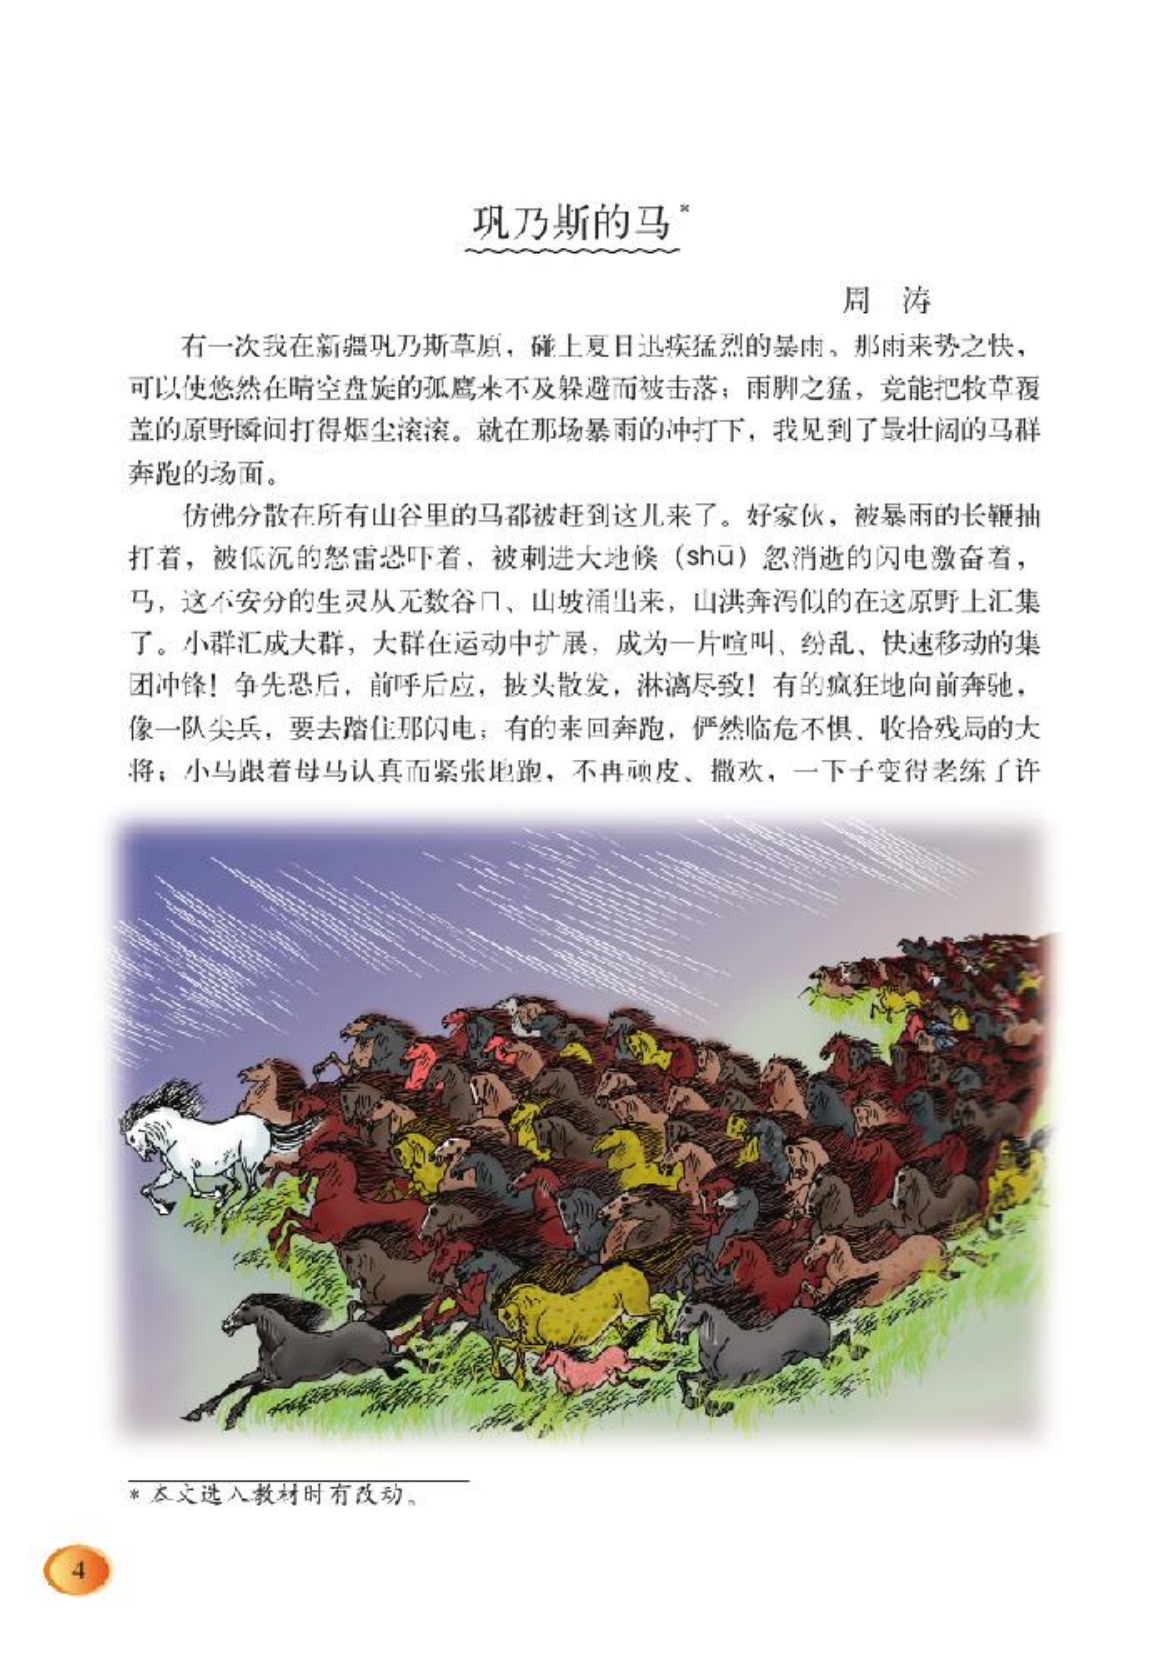 巩乃斯的马*
周 涛
有一次我在新疆巩乃斯草原，碰上夏日迅疾猛烈的暴雨。那雨来势之快，
可以使悠然在晴空盘旋的孤鹰来不及躲避而被击落；雨脚之猛，竟能把牧草覆
盖的原野瞬间打得烟尘滚滚。就在那场暴雨的冲打下，我见到了最壮阔的马群
奔跑的场面。
仿佛分散在所有山谷里的马都被赶到这儿来了。好家伙，被暴雨的长鞭抽
打着，被低沉的怒雷恐吓着，被刺进大地倏（shū）忽消逝的闪电激奋着，
马，这不安分的生灵从无数谷口、山坡涌出来，山洪奔泻似的在这原野上汇集
了。小群汇成大群，大群在运动中扩展，成为一片喧叫、纷乱、快速移动的集
团冲锋！争先恐后，前呼后应，披头散发，淋漓尽致！有的疯狂地向前奔驰，
像一队尖兵，要去踏住那闪电；有的来回奔跑，俨然临危不惧、收拾残局的大
将；小马跟着母马认真而紧张地跑，不再顽皮、撒欢，一下子变得老练了许
* 本文选入教材时有改动。
4